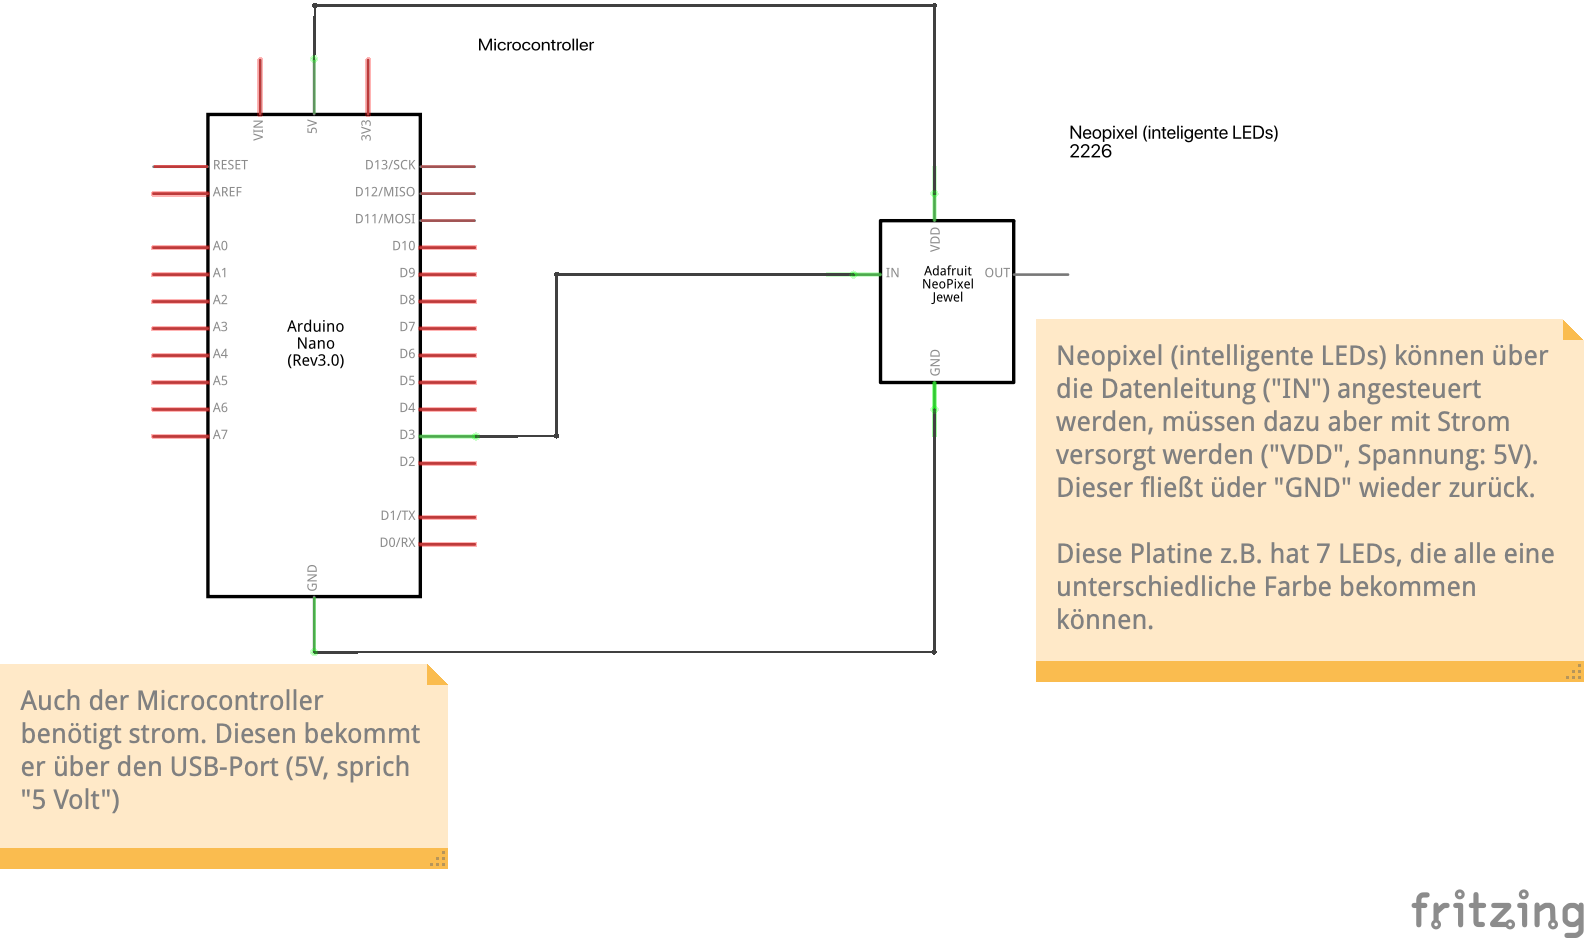 Microcontroller
Neopixel (inteligente LEDs)
2226
VIN
5V
3V3
RESET
AREF
A0
A1
A2
A3
A4
A5
A6
A7
D13/SCK
D12/MISO
D11/MOSI
D10
D9
D8
D7
D6
D5
D4
D3
D2
D1/TX
D0/RX
GND
Arduino
Nano
(Rev3.0)
VDD
IN
Adafruit
NeoPixel
Jewel
OUT
GND
Neopixel (intelligente LEDs) können über
die Datenleitung ("IN") angesteuert
werden, müssen dazu aber mit Strom
versorgt werden ("VDD", Spannung: 5V).
Dieser fließt üder "GND" wieder zurück.
Diese Platine z.B. hat 7 LEDs, die alle eine
unterschiedliche Farbe bekommen
können.
Auch der Microcontroller
benötigt strom. Diesen bekommt
er über den USB-Port (5V, sprich
"5 Volt")
fritzing